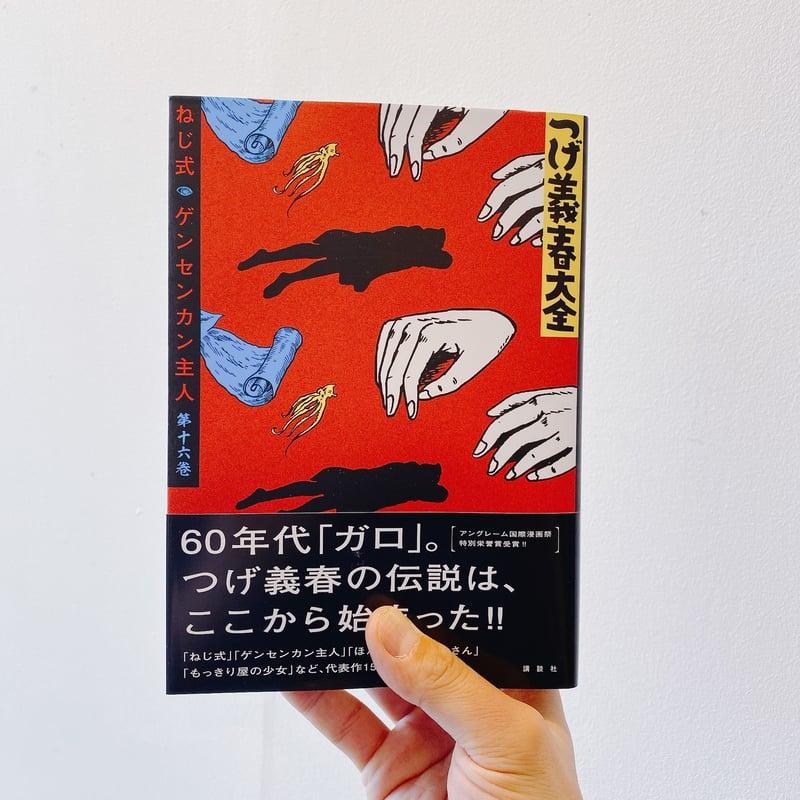 つげ義春大全
ねじ式
ゲンセンカン主人
第十六巻
60年代「ガロ」。
アングレーム国際漫画祭
特別栄誉賞受賞!!
つげ義春の伝説は、
ここから始まった!!
「ねじ式」「ゲンセンカン主人」「ほ さん」
「もっきり屋の少女」など、代表作15
講談社